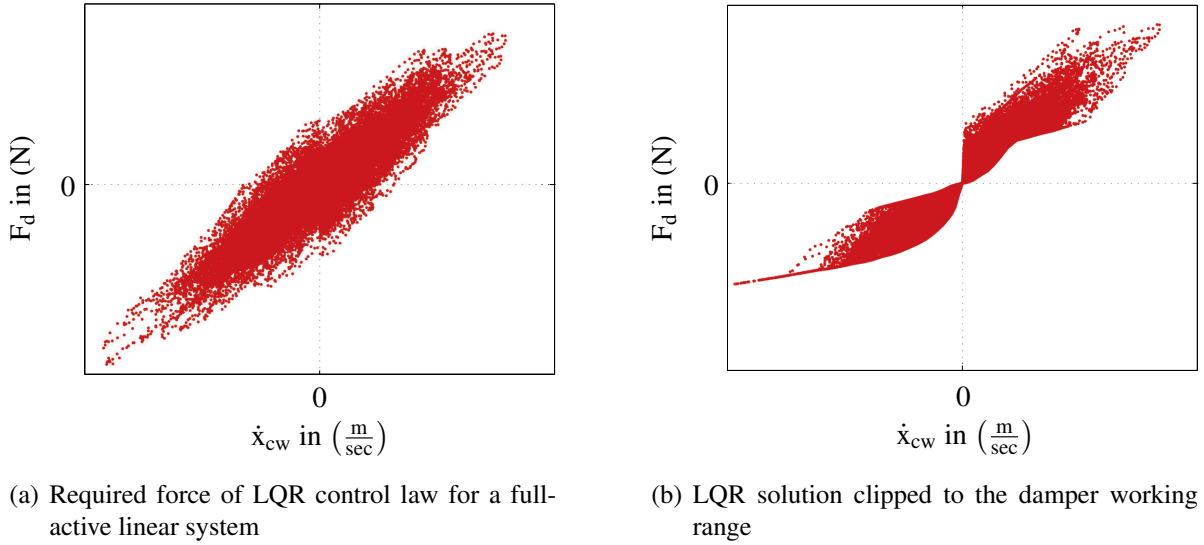 F_d in (N)
0
0
ẋ_cw in (m/sec)
(a) Required force of LQR control law for a full-
active linear system
F_d in (N)
0
0
ẋ_cw in (m/sec)
(b) LQR solution clipped to the damper working
range